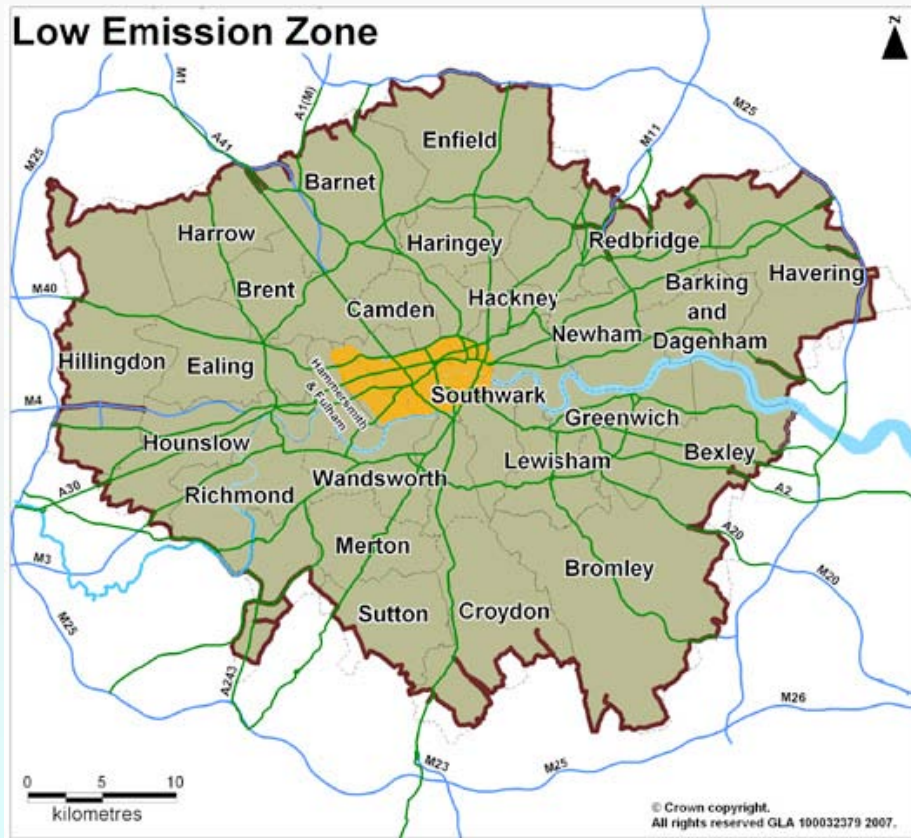 Low Emission Zone
Z
M1
A1(M)
M25
A41
M11
M25
Enfield
Barnet
Harrow
Haringey
Redbridge
Havering
Brent
Hackney
Barking
and
Dagenham
M40
Camden
Newham
Hillingdon
Ealing
Hammersmith
& Fulham
Southwark
M4
Greenwich
Hounslow
Bexley
Lewisham
Wandsworth
A30
Richmond
A2
A20
M3
Merton
Bromley
M20
Sutton
Croydon
M25
A243
M26
M23
M25
0 5 10
kilometres
© Crown copyright.
All rights reserved GLA 100032379 2007.